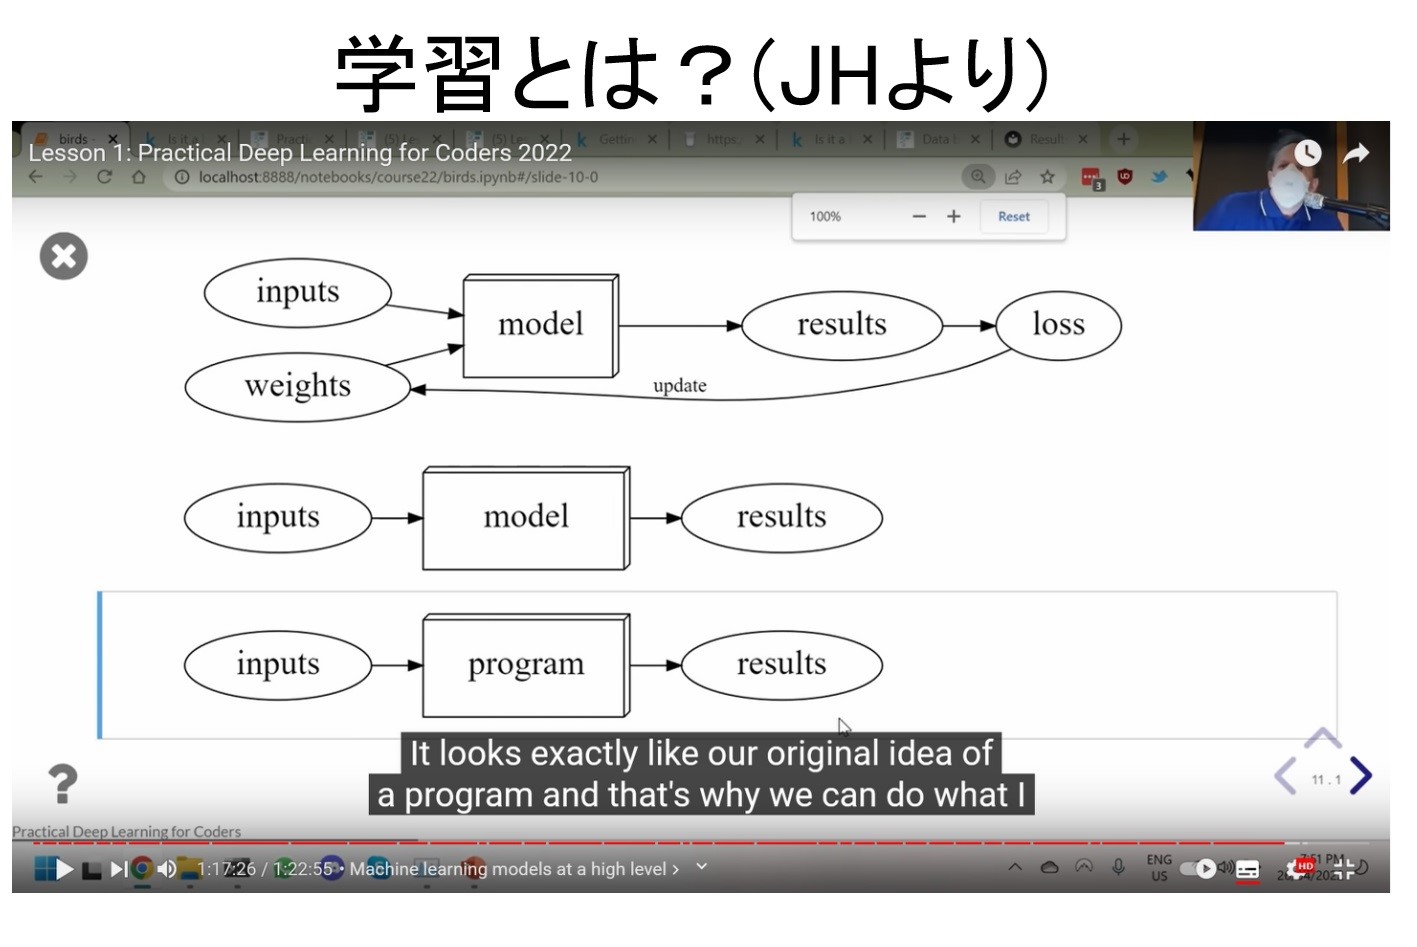 学習とは？（JHより）
birds
Is it a
Practi
(5) Le
(5) Le
Gettin
https:
Is it a
Data
Result
Lesson 1: Practical Deep Learning for Coders 2022
localhost:8888/notebooks/course22/birds.ipynb#/slide-10-0
3
100%
Reset
inputs
model
results
loss
weights
update
inputs
model
results
inputs
program
results
It looks exactly like our original idea of
a program and that's why we can do what I
11.1
Practical Deep Learning for Coders
1:17:26 / 1:22:55 • Machine learning models at a high level
ENG
US
HD